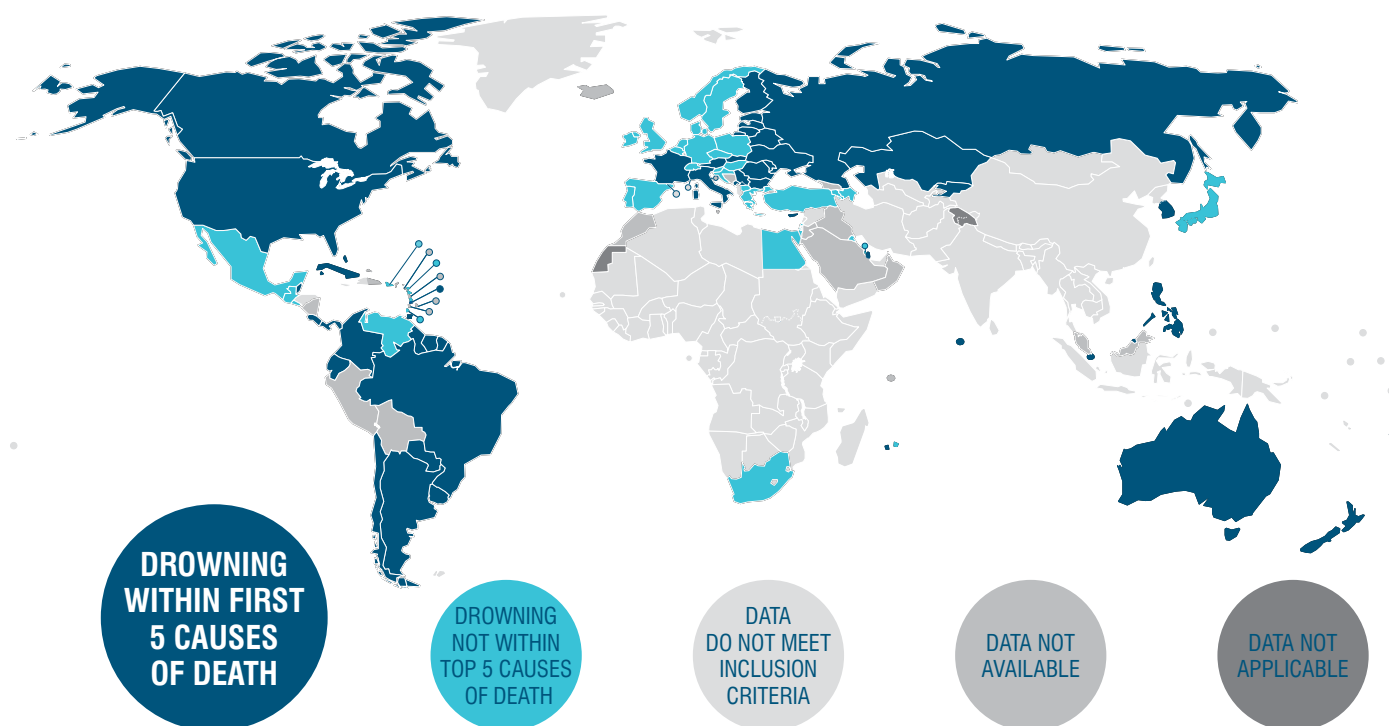 DROWNING
WITHIN FIRST
5 CAUSES
OF DEATH
DROWNING
NOT WITHIN
TOP 5 CAUSES
OF DEATH
DATA
DO NOT MEET
INCLUSION
CRITERIA
DATA NOT
AVAILABLE
DATA NOT
APPLICABLE